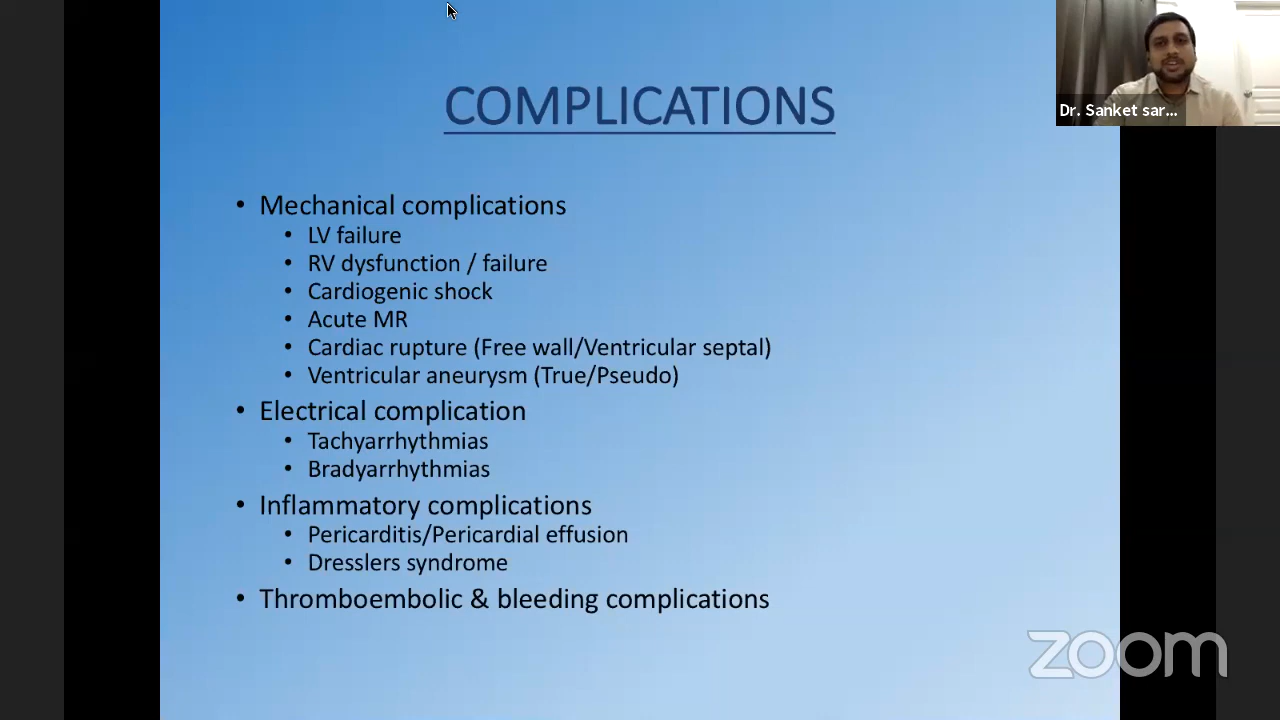 COMPLICATIONS
Dr. Sanket sar...
• Mechanical complications
• LV failure
• RV dysfunction / failure
• Cardiogenic shock
• Acute MR
• Cardiac rupture (Free wall/Ventricular septal)
• Ventricular aneurysm (True/Pseudo)
• Electrical complication
• Tachyarrhythmias
• Bradyarrhythmias
• Inflammatory complications
• Pericarditis/Pericardial effusion
• Dresslers syndrome
• Thromboembolic & bleeding complications
zoom